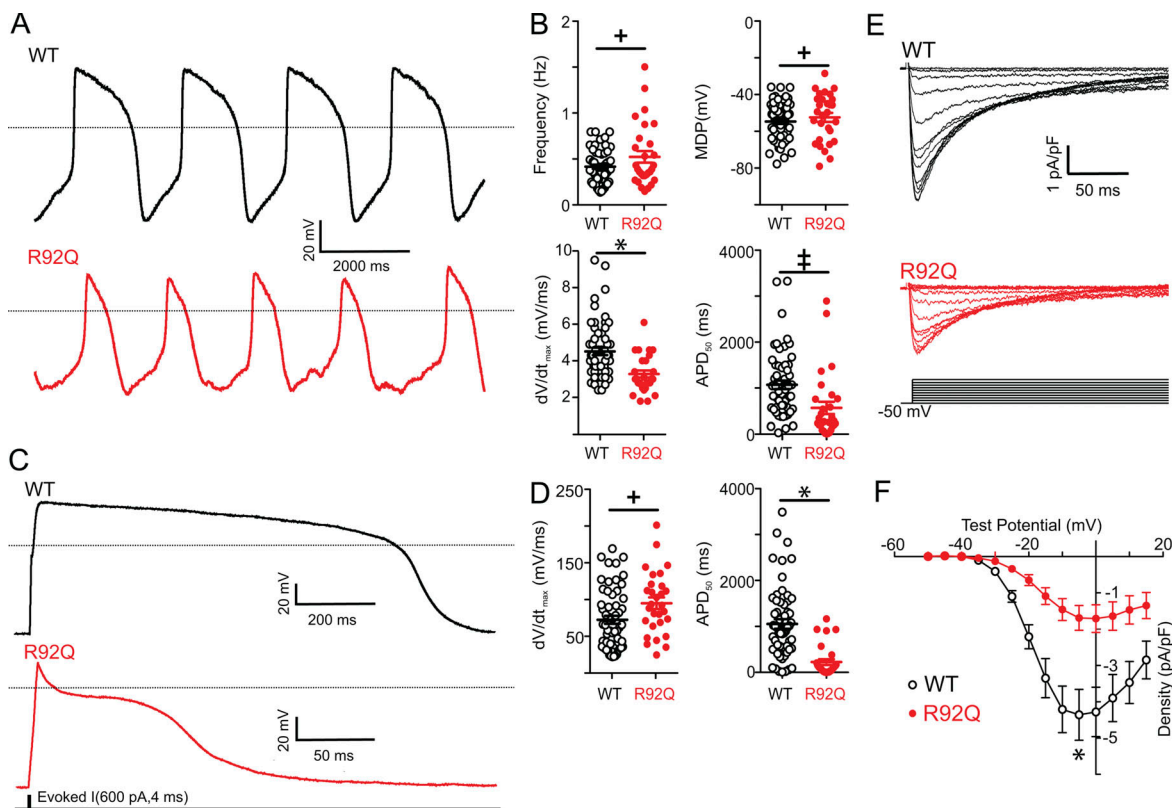 A
WT
R92Q
20 mV
2000 ms
B
Frequency (Hz)
2
1
0
+
WT
R92Q
MDP(mV)
0
-40
-80
+
WT
R92Q
dV/dt max (mV/ms)
10
8
6
4
2
*
WT
R92Q
APD50 (ms)
4000
2000
0
‡
WT
R92Q
C
WT
20 mV
200 ms
R92Q
20 mV
50 ms
Evoked I(600 pA,4 ms)
D
dV/dt max (mV/ms)
250
150
50
+
WT
R92Q
APD50 (ms)
4000
2000
0
*
WT
R92Q
E
WT
1 pA/pF
50 ms
R92Q
-50 mV
F
Test Potential (mV)
-60 -40 -20 20
-1
-3
-5
Density (pA/pF)
WT
R92Q
*